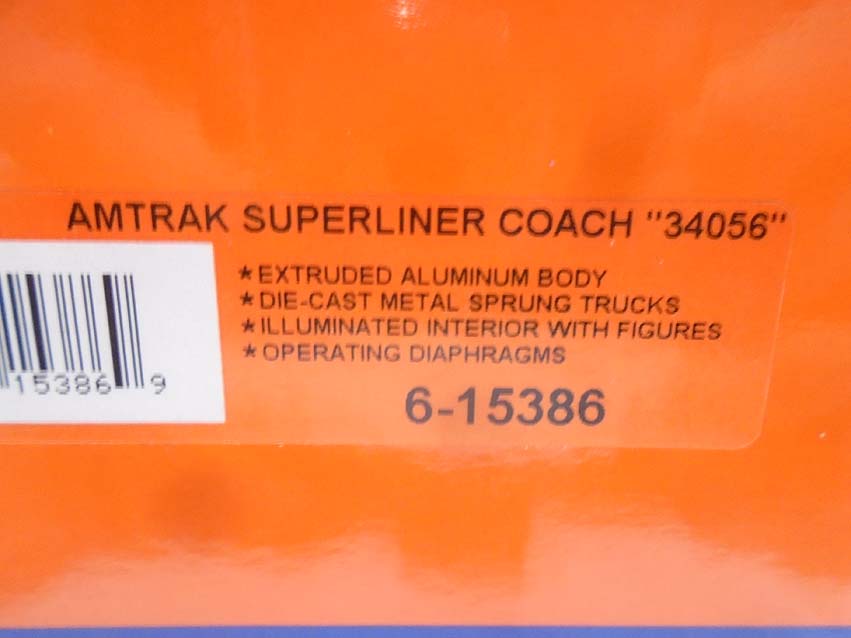 AMTRAK SUPERLINER COACH "34056"
★EXTRUDED ALUMINUM BODY
★DIE-CAST METAL SPRUNG TRUCKS
★ILLUMINATED INTERIOR WITH FIGURES
★OPERATING DIAPHRAGMS
15386 9
6-15386